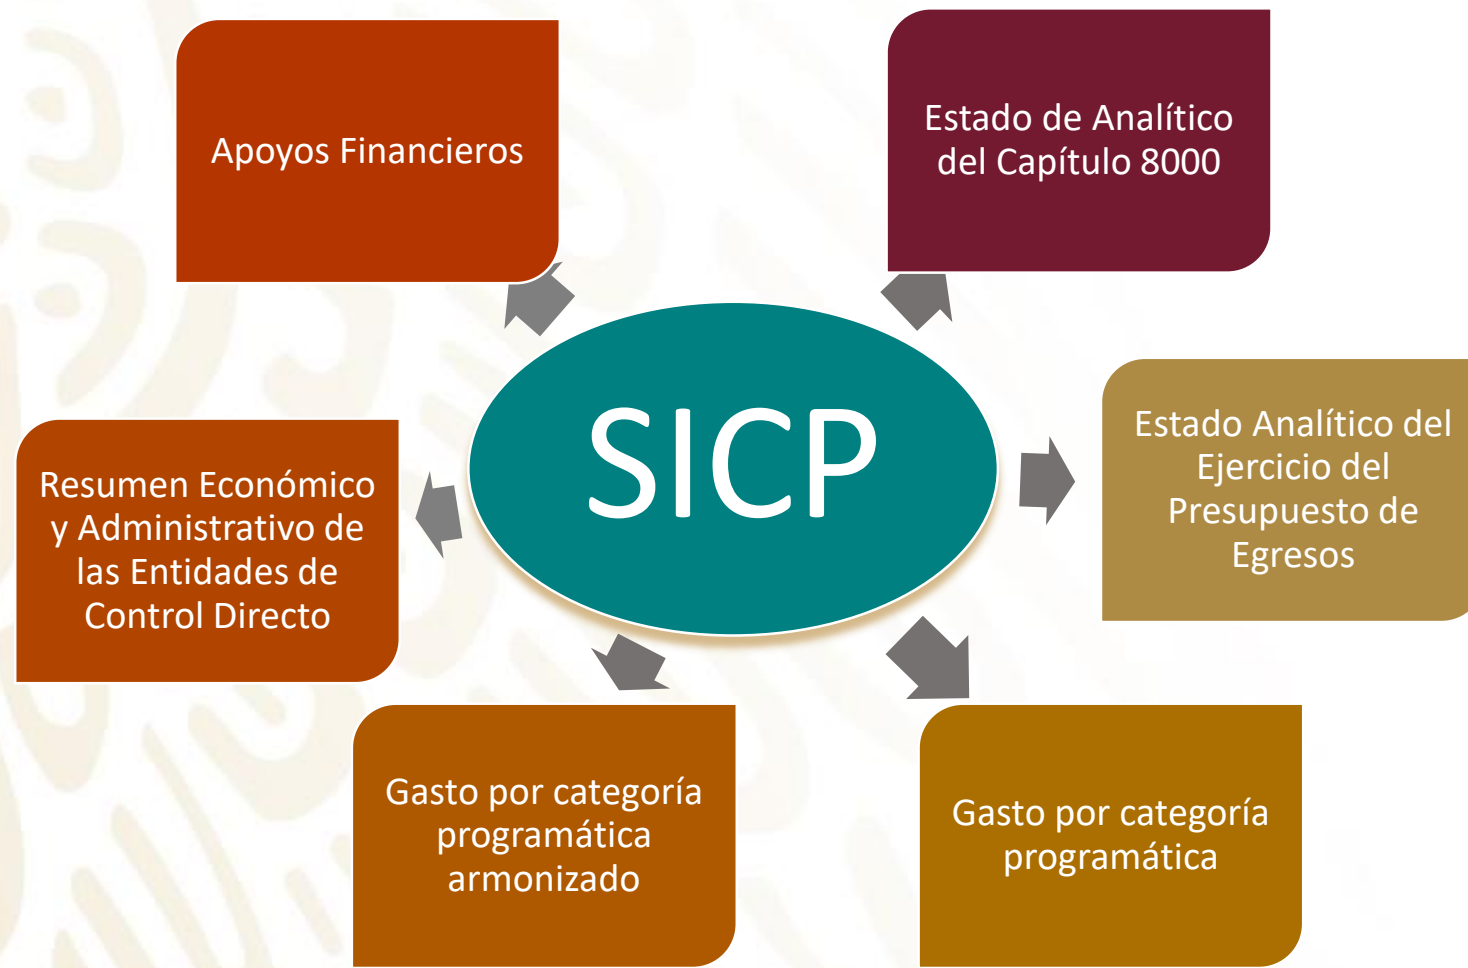 Apoyos Financieros
Estado de Analítico
del Capítulo 8000
SICP
Estado Analítico del
Ejercicio del
Presupuesto de
Egresos
Resumen Económico
y Administrativo de
las Entidades de
Control Directo
Gasto por categoría
programática
armonizado
Gasto por categoría
programática